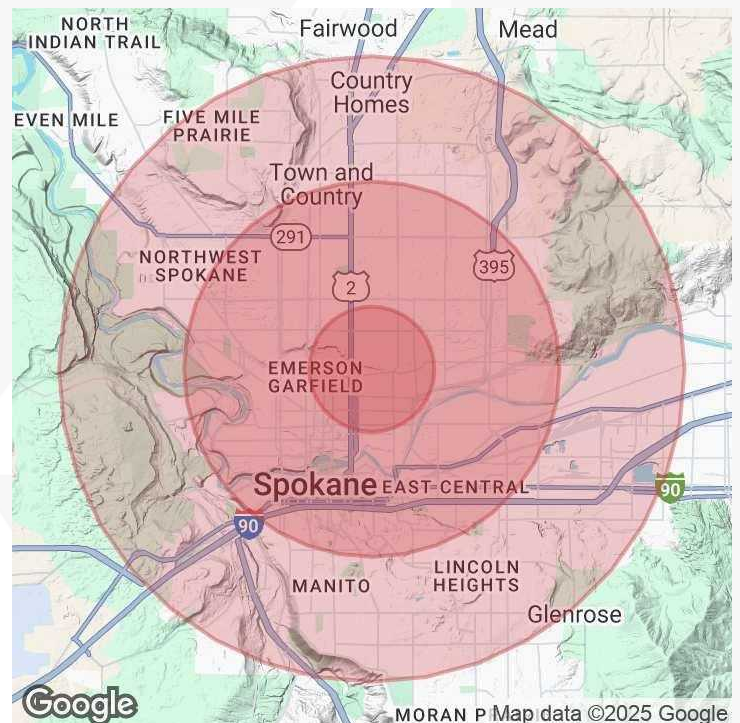 NORTH
INDIAN TRAIL
Fairwood
Mead
Country
Homes
EVEN MILE
FIVE MILE
PRAIRIE
Town and
Country
291
NORTHWEST
SPOKANE
395
2
EMERSON
GARFIELD
Spokane
EAST CENTRAL
90
90
MANITO
LINCOLN
HEIGHTS
Glenrose
Google
MORAN P
Map data ©2025 Google